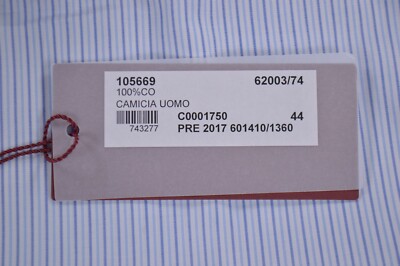 105669 62003/74
100%CO
CAMICIA UOMO
C0001750 44
743277 PRE 2017 601410/1360